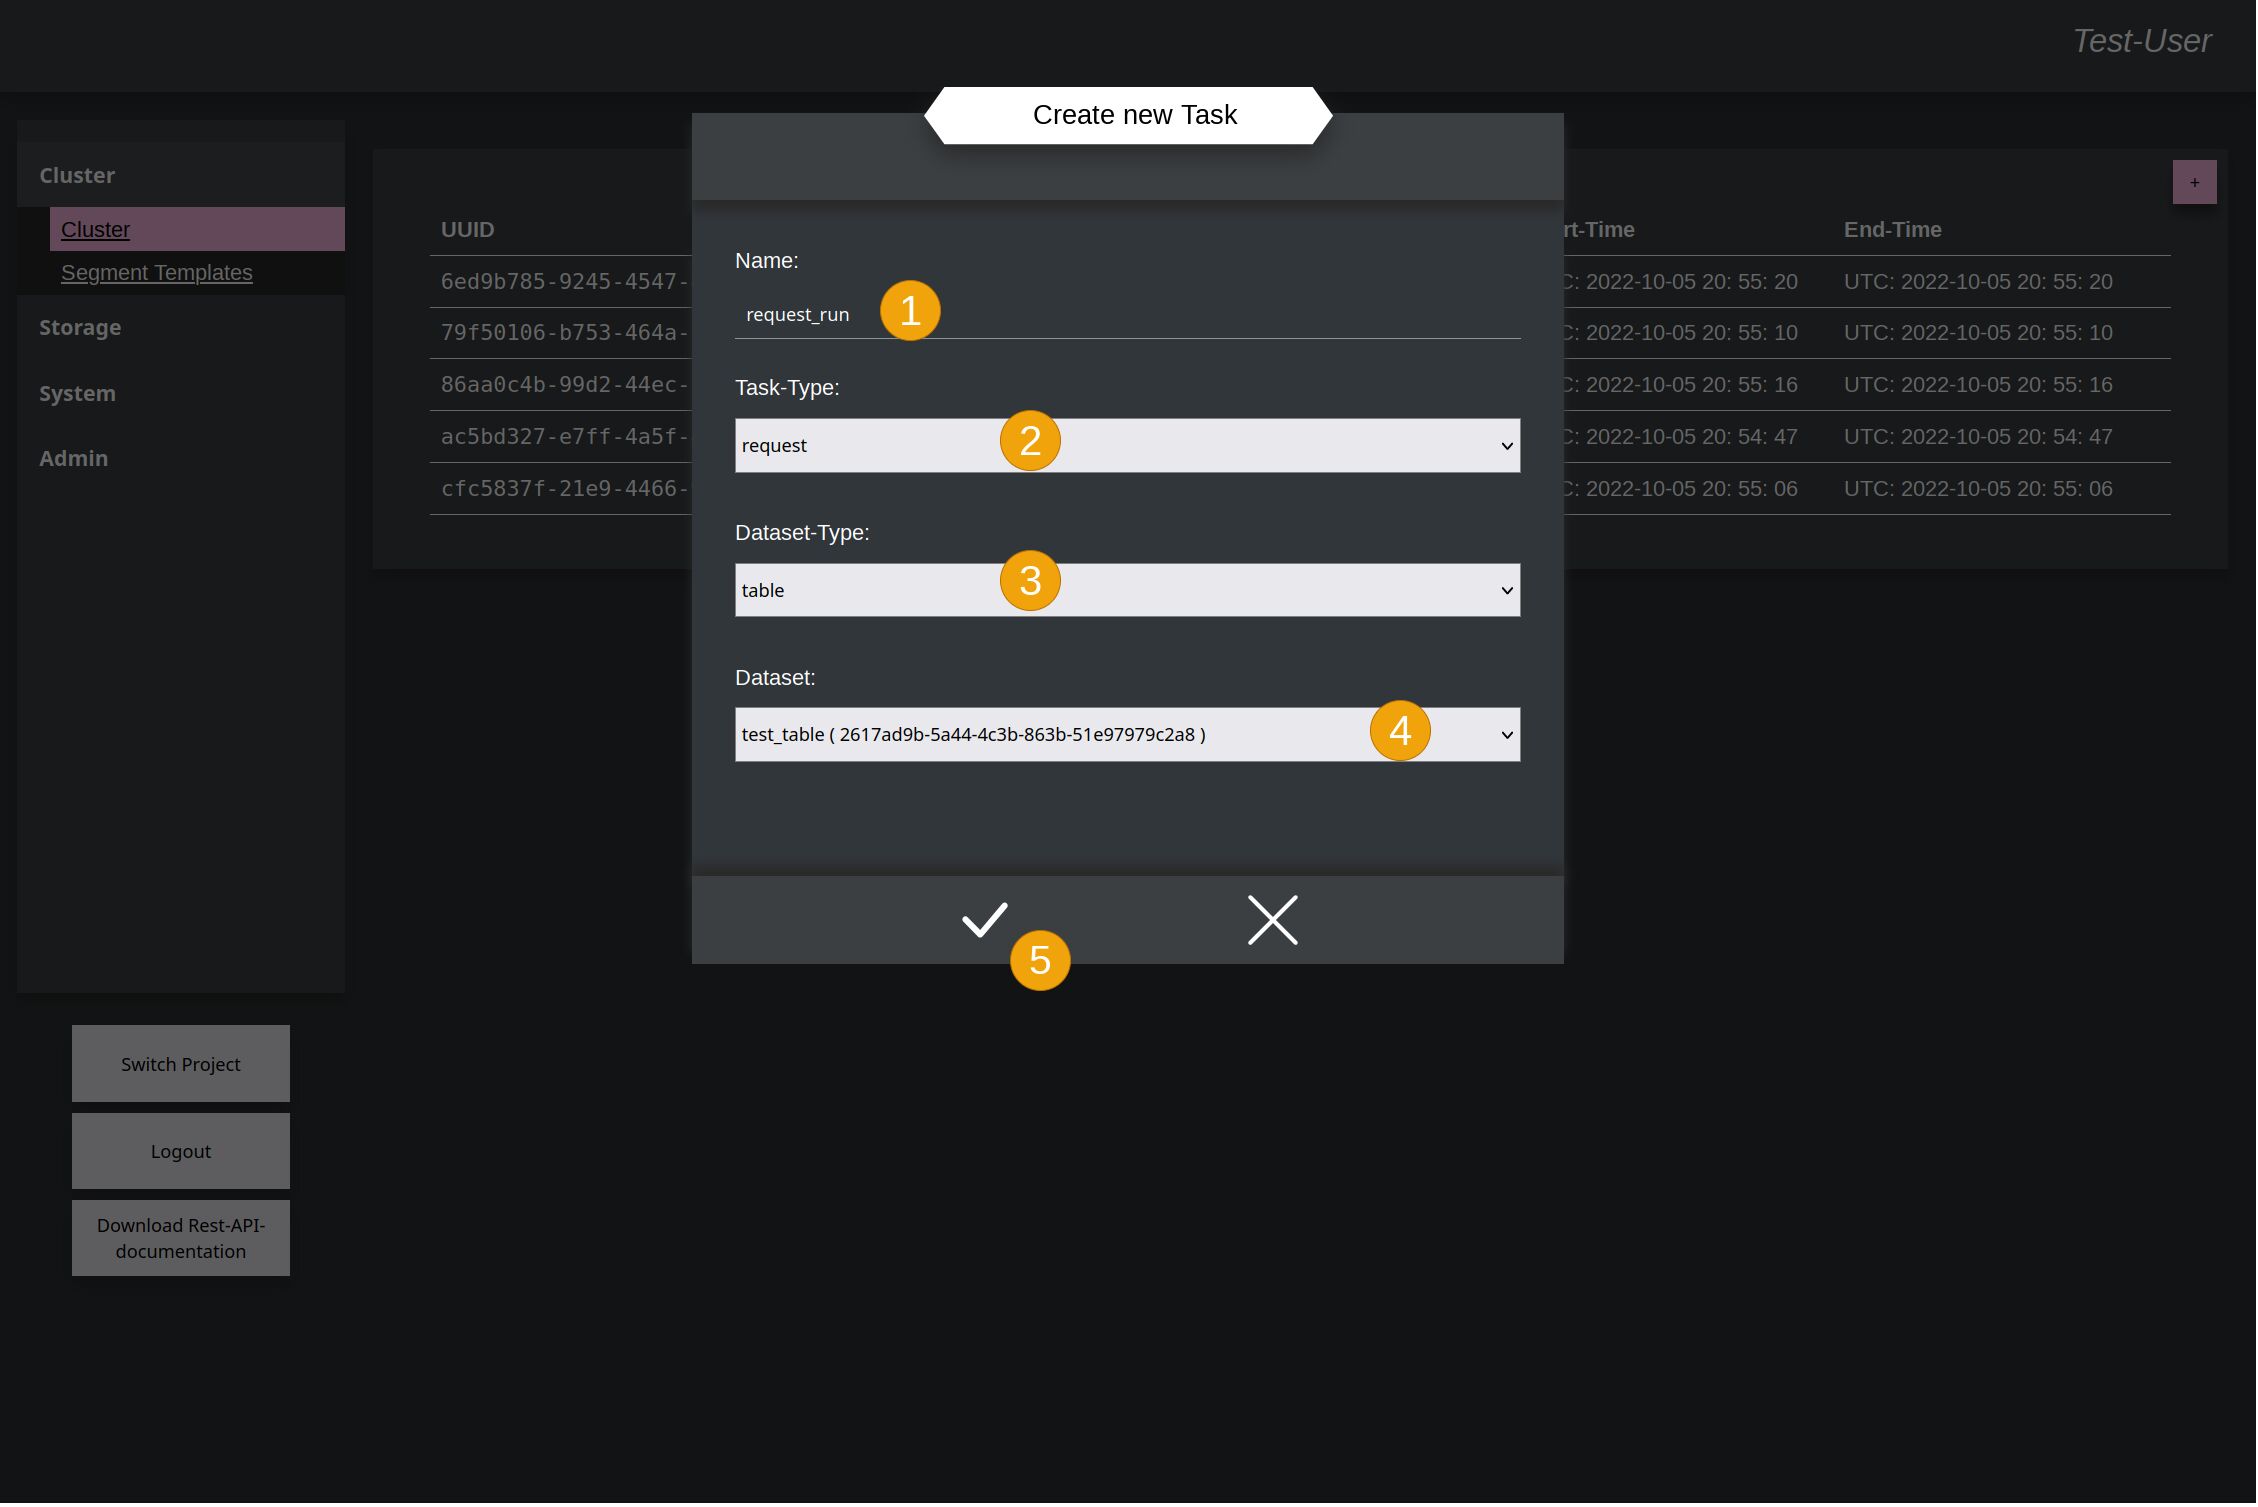 Test-User
Create new Task
Cluster
Cluster
Segment Templates
Storage
System
Admin
Switch Project
Logout
Download Rest-API-
documentation
+
UUID
rt-Time End-Time
6ed9b785-9245-4547- : 2022-10-05 20: 55: 20 UTC: 2022-10-05 20: 55: 20
79f50106-b753-464a- : 2022-10-05 20: 55: 10 UTC: 2022-10-05 20: 55: 10
86aa0c4b-99d2-44ec- : 2022-10-05 20: 55: 16 UTC: 2022-10-05 20: 55: 16
ac5bd327-e7ff-4a5f- : 2022-10-05 20: 54: 47 UTC: 2022-10-05 20: 54: 47
cfc5837f-21e9-4466- : 2022-10-05 20: 55: 06 UTC: 2022-10-05 20: 55: 06
Name:
request_run 1
Task-Type:
request 2
Dataset-Type:
table 3
Dataset:
test_table ( 2617ad9b-5a44-4c3b-863b-51e97979c2a8 ) 4
5